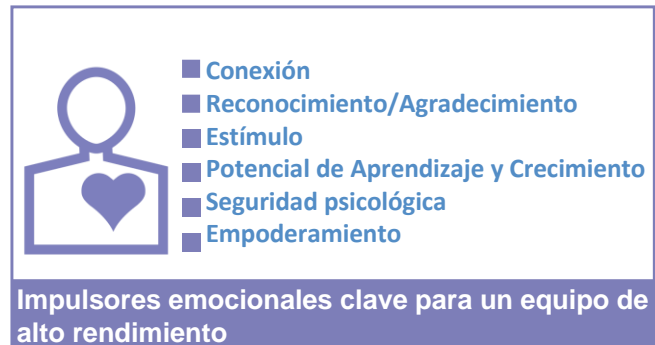 Conexión
Reconocimiento/Agradecimiento
Estímulo
Potencial de Aprendizaje y Crecimiento
Seguridad psicológica
Empoderamiento
Impulsores emocionales clave para un equipo de
alto rendimiento